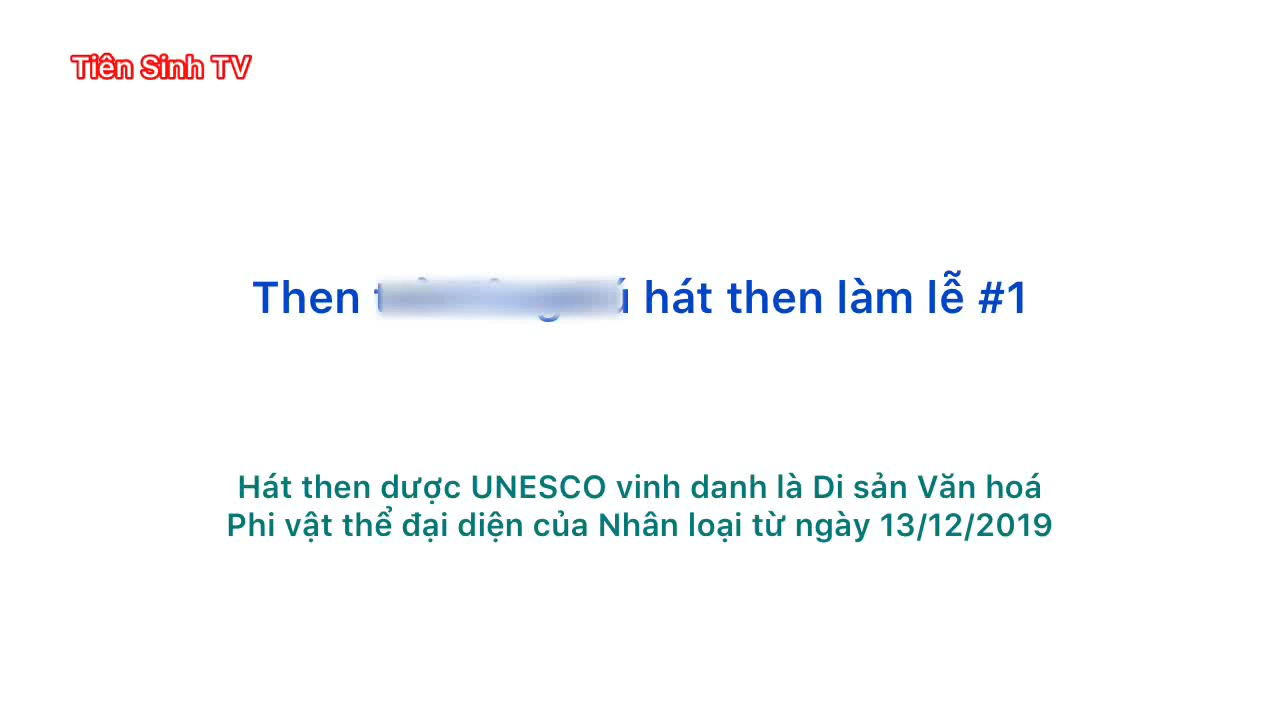 Tiên Sinh TV
Then hát then làm lễ #1
Hát then dược UNESCO vinh danh là Di sản Văn hoá
Phi vật thể đại diện của Nhân loại từ ngày 13/12/2019